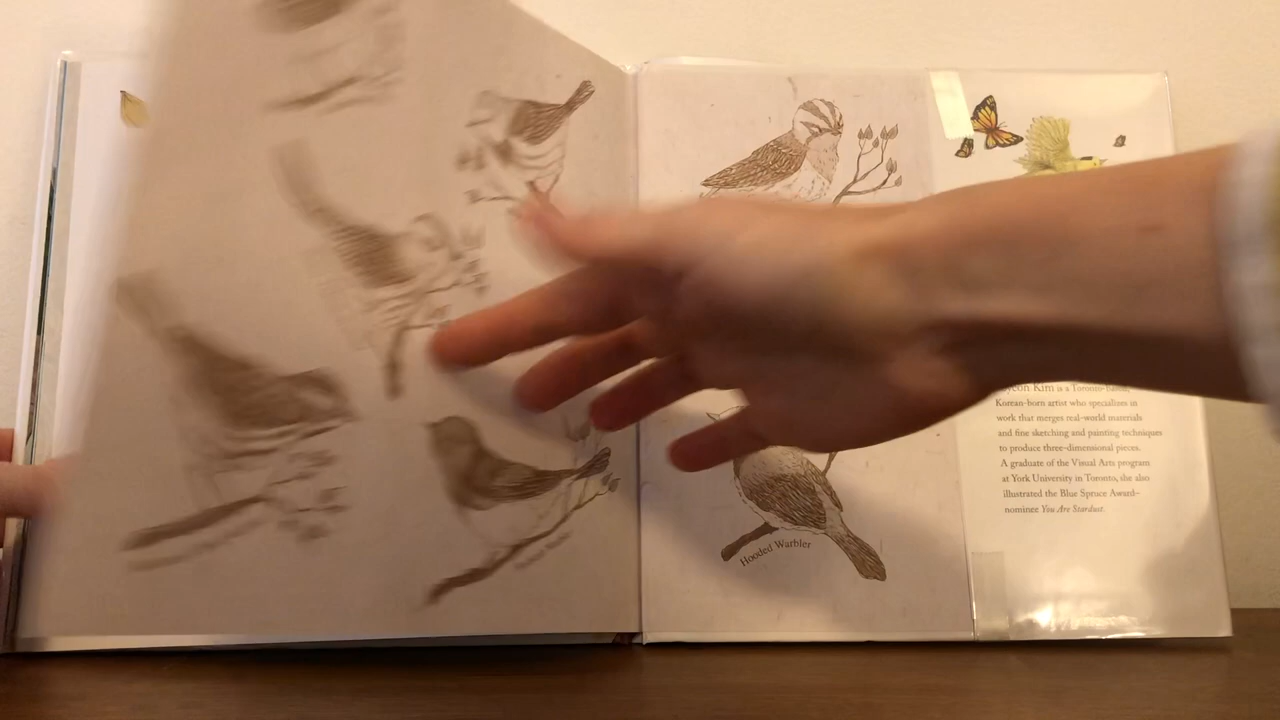 Hooded Warbler
Kim is a Toronto-based,
Korean-born artist who specializes in
work that merges real-world materials
and fine sketching and painting techniques
to produce three-dimensional pieces.
A graduate of the Visual Arts program
at York University in Toronto, she also
illustrated the Blue Spruce Award–
nominee You Are Stardust.